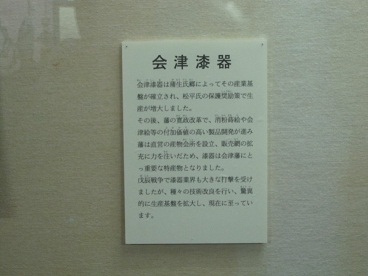 会津漆器
会津漆器は蒲生氏郷によってその産業基
盤が確立され、松平氏の保護奨励策で生
産が増大しました。
その後、藩の寛政改革で、消粉蒔絵や会
津絵等の付加価値の高い製品開発が進み
藩は直営の産物会所を設立、販売網の拡
充に力を注いだため、漆器は会津藩にと
って重要な特産物となりました。
戊辰戦争で漆器業界も大きな打撃を受け
ましたが、種々の技術改良を行い、驚異
的に生産基盤を拡大し、現在に至ってい
ます。